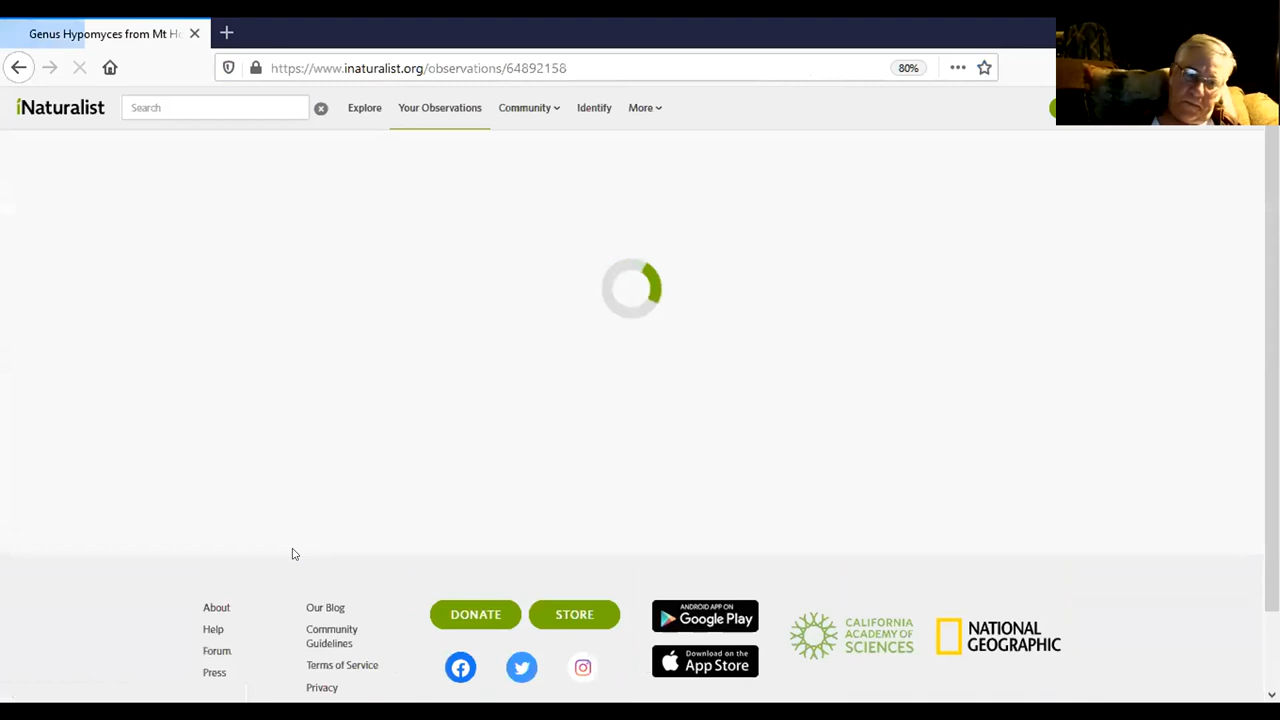 Genus Hypomyces from Mt H
https://www.inaturalist.org/observations/64892158
80%
iNaturalist
Search
Explore
Your Observations
Community
Identify
More
About
Help
Forum
Press
Our Blog
Community
Guidelines
Terms of Service
Privacy
DONATE
STORE
ANDROID APP ON
Google Play
Download on the
App Store
CALIFORNIA
ACADEMY OF
SCIENCES
NATIONAL
GEOGRAPHIC